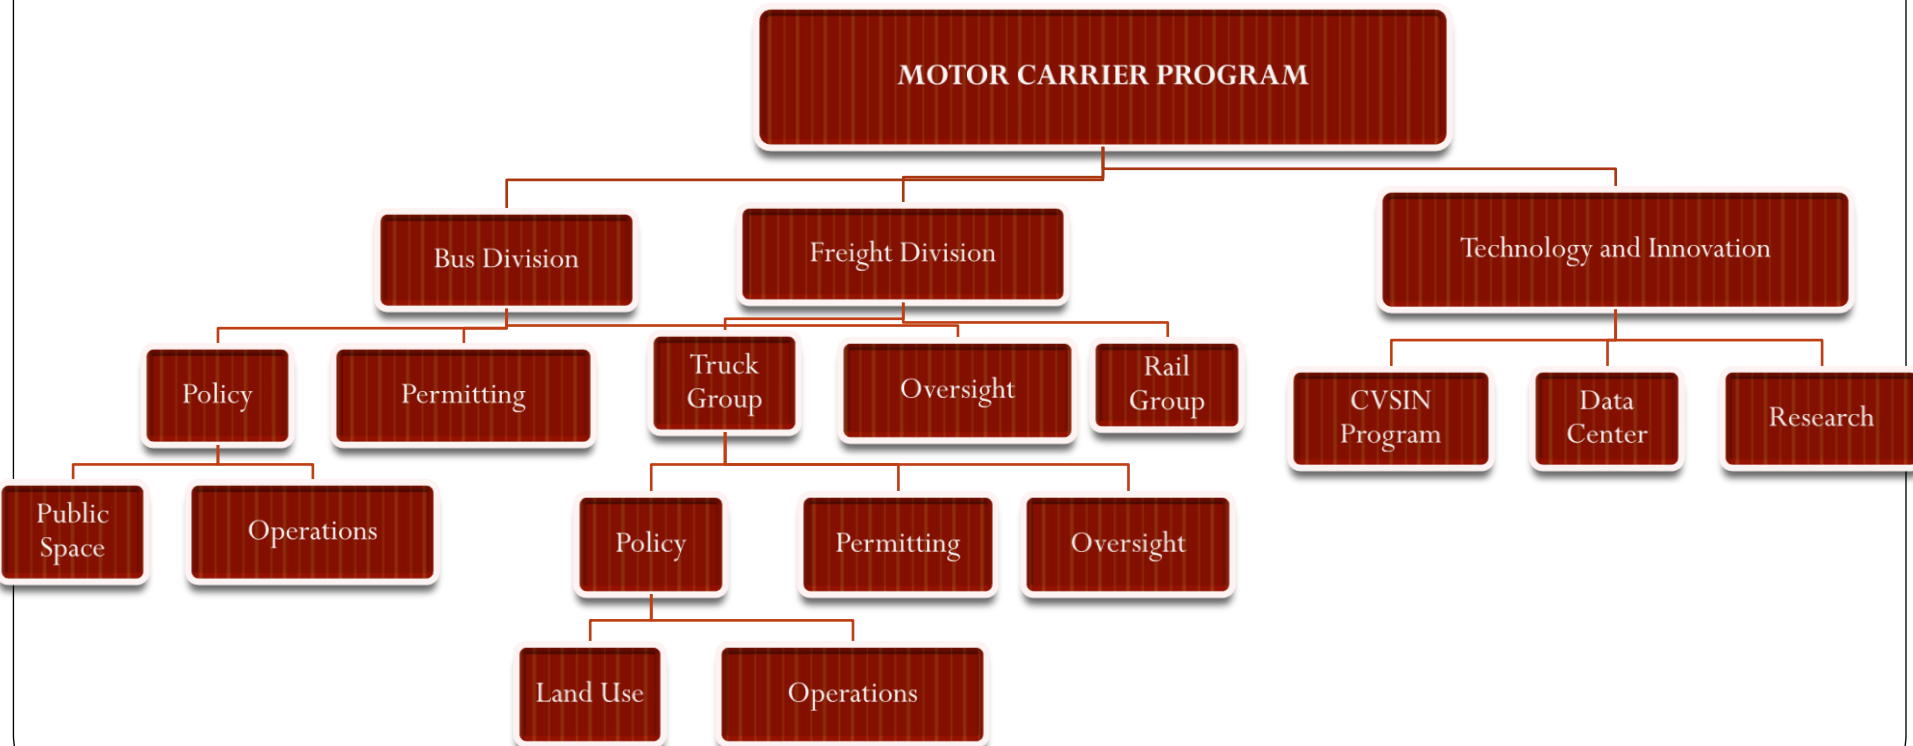 MOTOR CARRIER PROGRAM
Bus Division
Freight Division
Technology and Innovation
Policy
Permitting
Truck
Group
Oversight
Rail
Group
CVSIN
Program
Data
Center
Research
Public
Space
Operations
Policy
Permitting
Oversight
Land Use
Operations